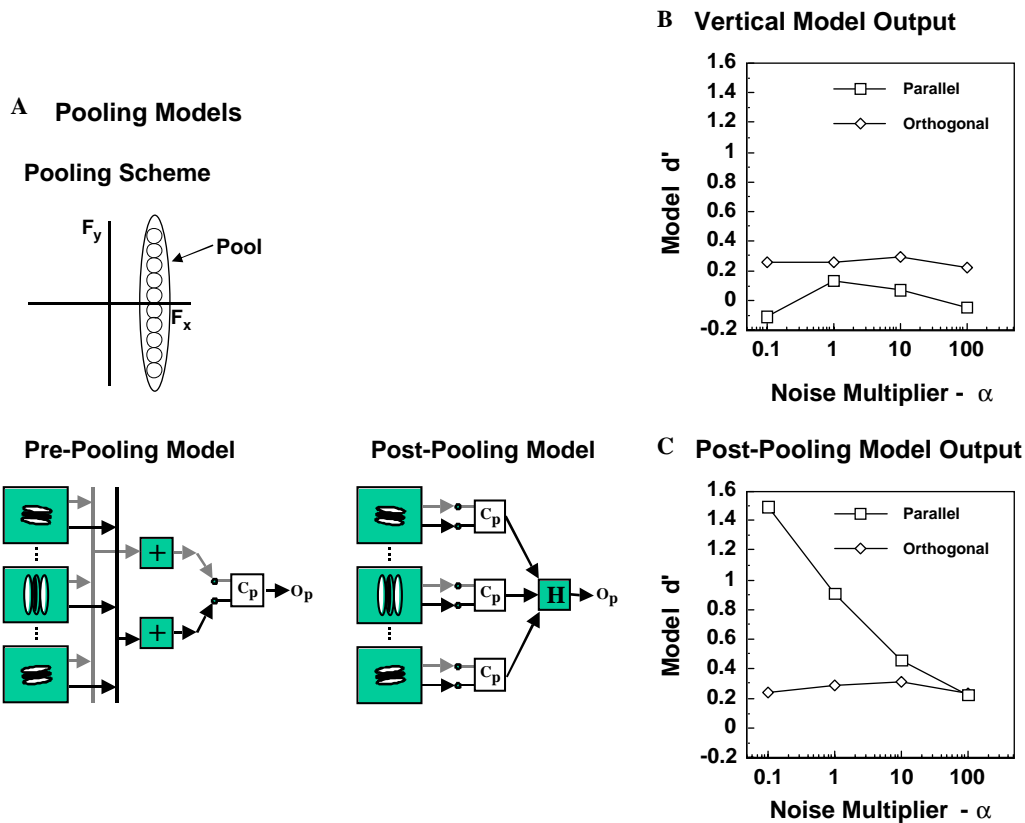 A Pooling Models
Pooling Scheme
Fy
Pool
Fx
Pre-Pooling Model
+
+
Cp
Op
Post-Pooling Model
Cp
Cp
Cp
H
Op
B Vertical Model Output
1.6
1.4
1.2
1
0.8
0.6
0.4
0.2
0
-0.2
Model d'
Parallel
Orthogonal
0.1 1 10 100
Noise Multiplier - α
C Post-Pooling Model Output
1.6
1.4
1.2
1
0.8
0.6
0.4
0.2
0
-0.2
Model d'
Parallel
Orthogonal
0.1 1 10 100
Noise Multiplier - α